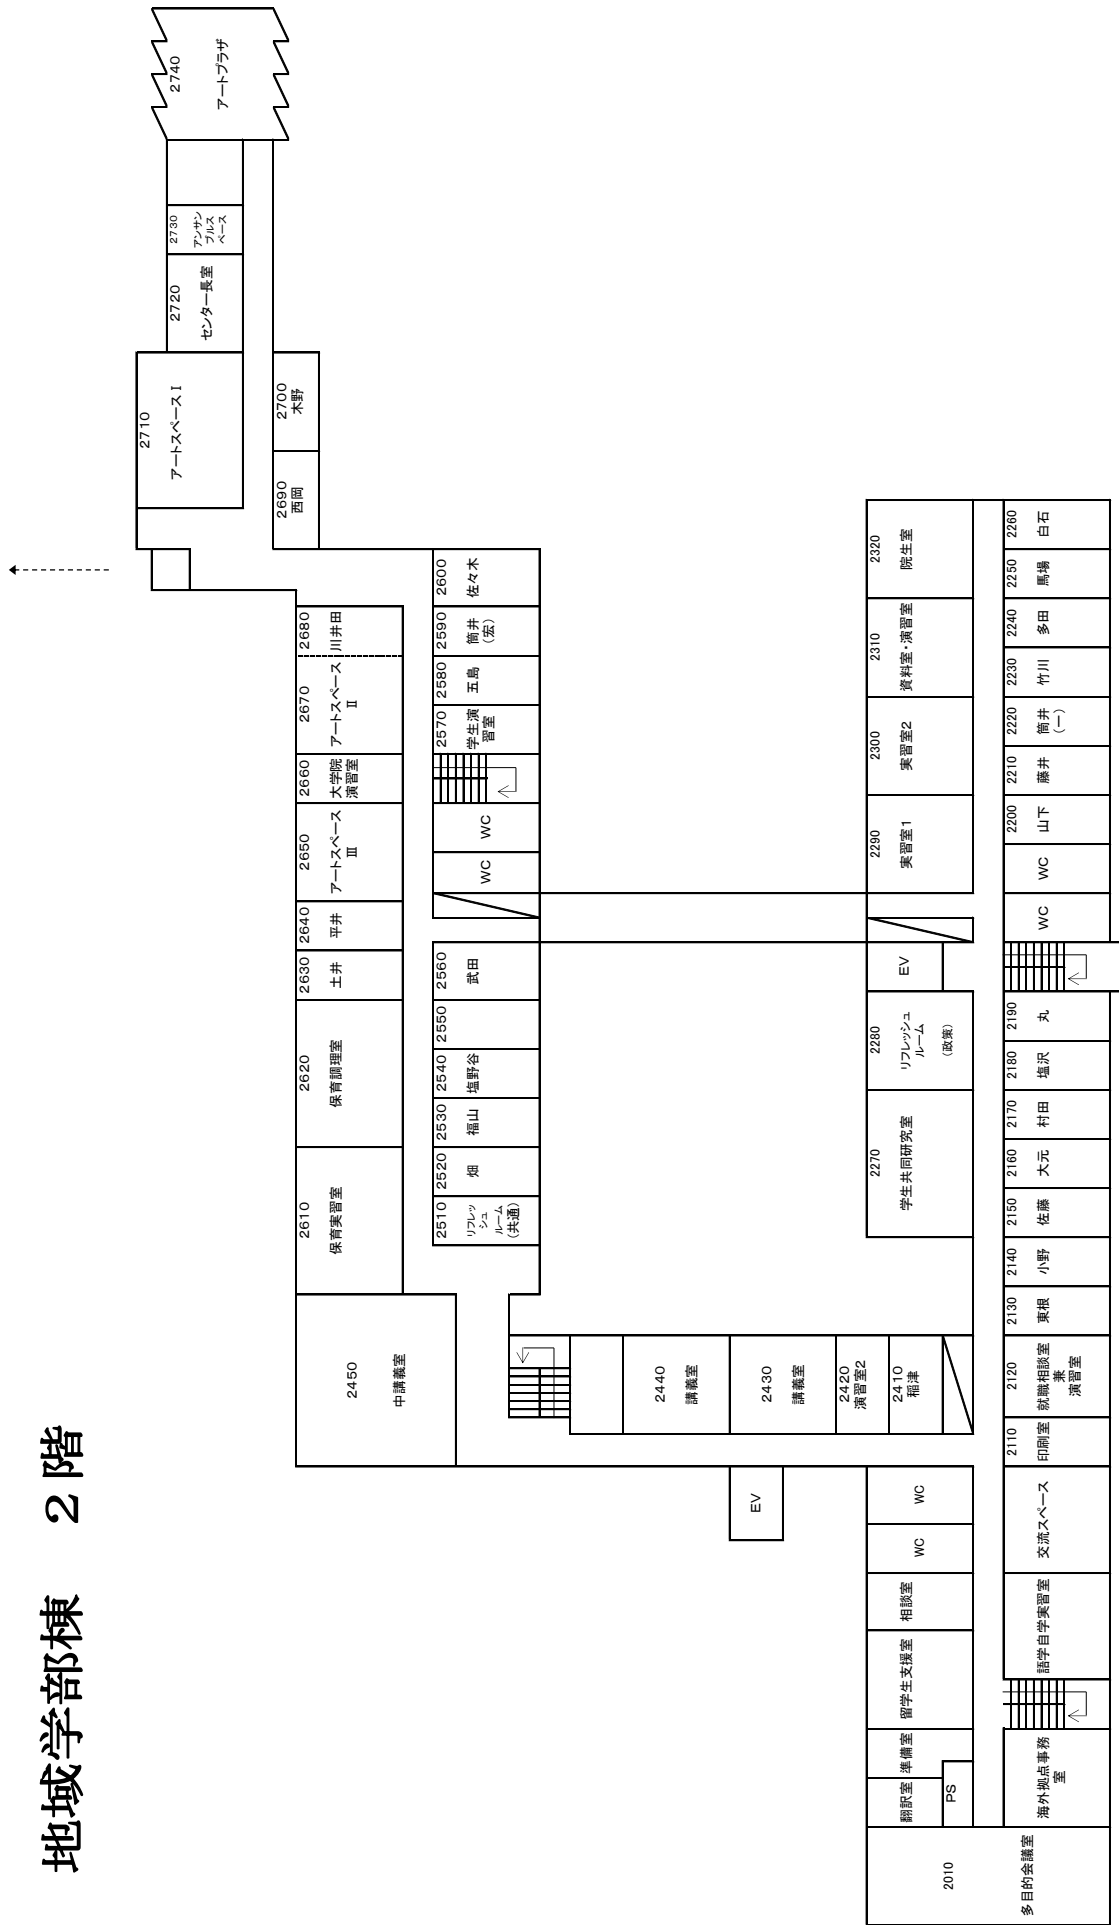 地域学部棟　２階
2740
アートプラザ
2730
アンサン
ブルス
ペース
2720
センター長室
2710
アートスペースⅠ
2700
木野
2690
西岡
2680
川井田
2670
アートスペース
Ⅱ
2660
大学院
演習室
2650
アートスペース
Ⅲ
2640
平井
2630
土井
2620
保育調理室
2610
保育実習室
2600
佐々木
2590
筒井
（宏）
2580
五島
2570
学生演
習室
WC
WC
2560
武田
2550
2540
塩野谷
2530
福山
2520
畑
2510
リフレッ
シュ
ルーム
（共通）
2450
中講義室
2440
講義室
2430
講義室
2420
演習室2
2410
稲津
EV
2320
院生室
2310
資料室・演習室
2300
実習室2
2290
実習室1
EV
2280
リフレッシュ
ルーム
（政策）
2270
学生共同研究室
2260
白石
2250
馬場
2240
多田
2230
竹川
2220
筒井
（一）
2210
藤井
2200
山下
WC
WC
2190
丸
2180
塩沢
2170
村田
2160
大元
2150
佐藤
2140
小野
2130
東根
2120
就職相談室
兼
演習室
2110
印刷室
WC
WC
相談室
留学生支援室
準備室
翻訳室
PS
交流スペース
語学自学実習室
海外拠点事務
室
2010
多目的会議室